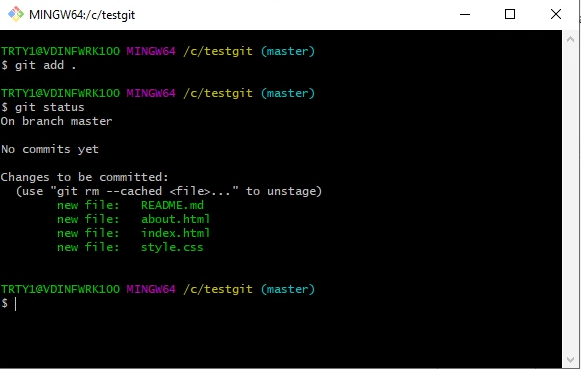 MINGW64:/c/testgit
TRTY1@VDINFWRK100 MINGW64 /c/testgit (master)
$ git add .
TRTY1@VDINFWRK100 MINGW64 /c/testgit (master)
$ git status
On branch master
No commits yet
Changes to be committed:
  (use "git rm --cached <file>..." to unstage)
        new file:   README.md
        new file:   about.html
        new file:   index.html
        new file:   style.css
TRTY1@VDINFWRK100 MINGW64 /c/testgit (master)
$